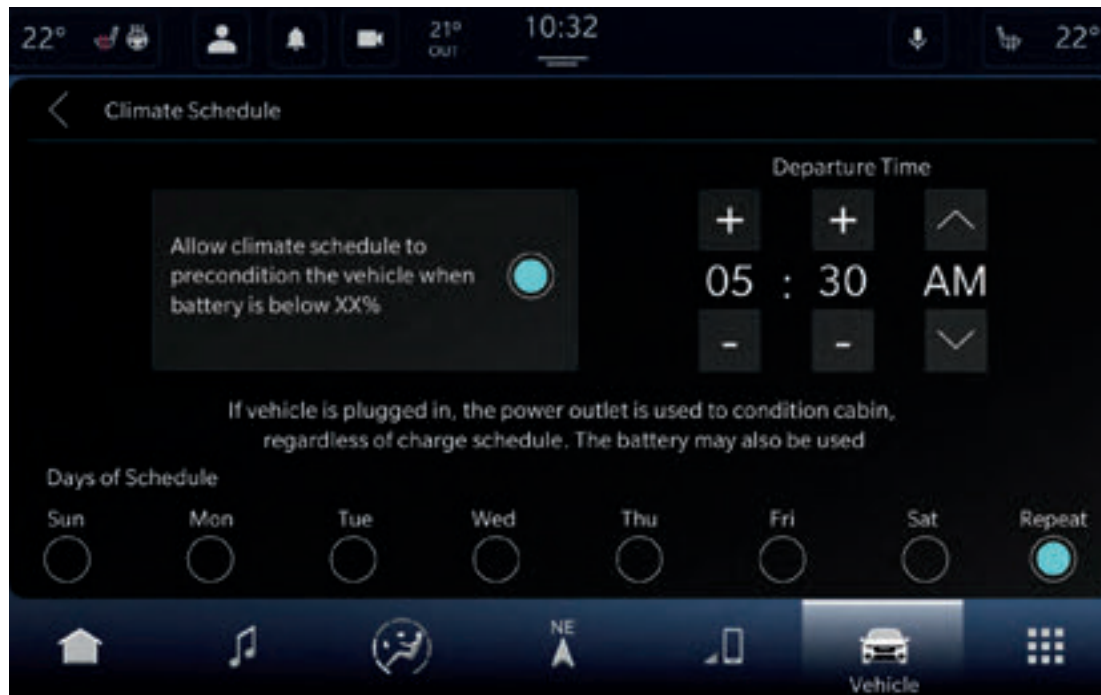 22° 21° 10:32 22°
OUT
Climate Schedule
Departure Time
+ +
Allow climate schedule to
precondition the vehicle when
battery is below XX%
05 : 30 AM
- -
If vehicle is plugged in, the power outlet is used to condition cabin,
regardless of charge schedule. The battery may also be used
Days of Schedule
Sun Mon Tue Wed Thu Fri Sat Repeat
NE
Vehicle